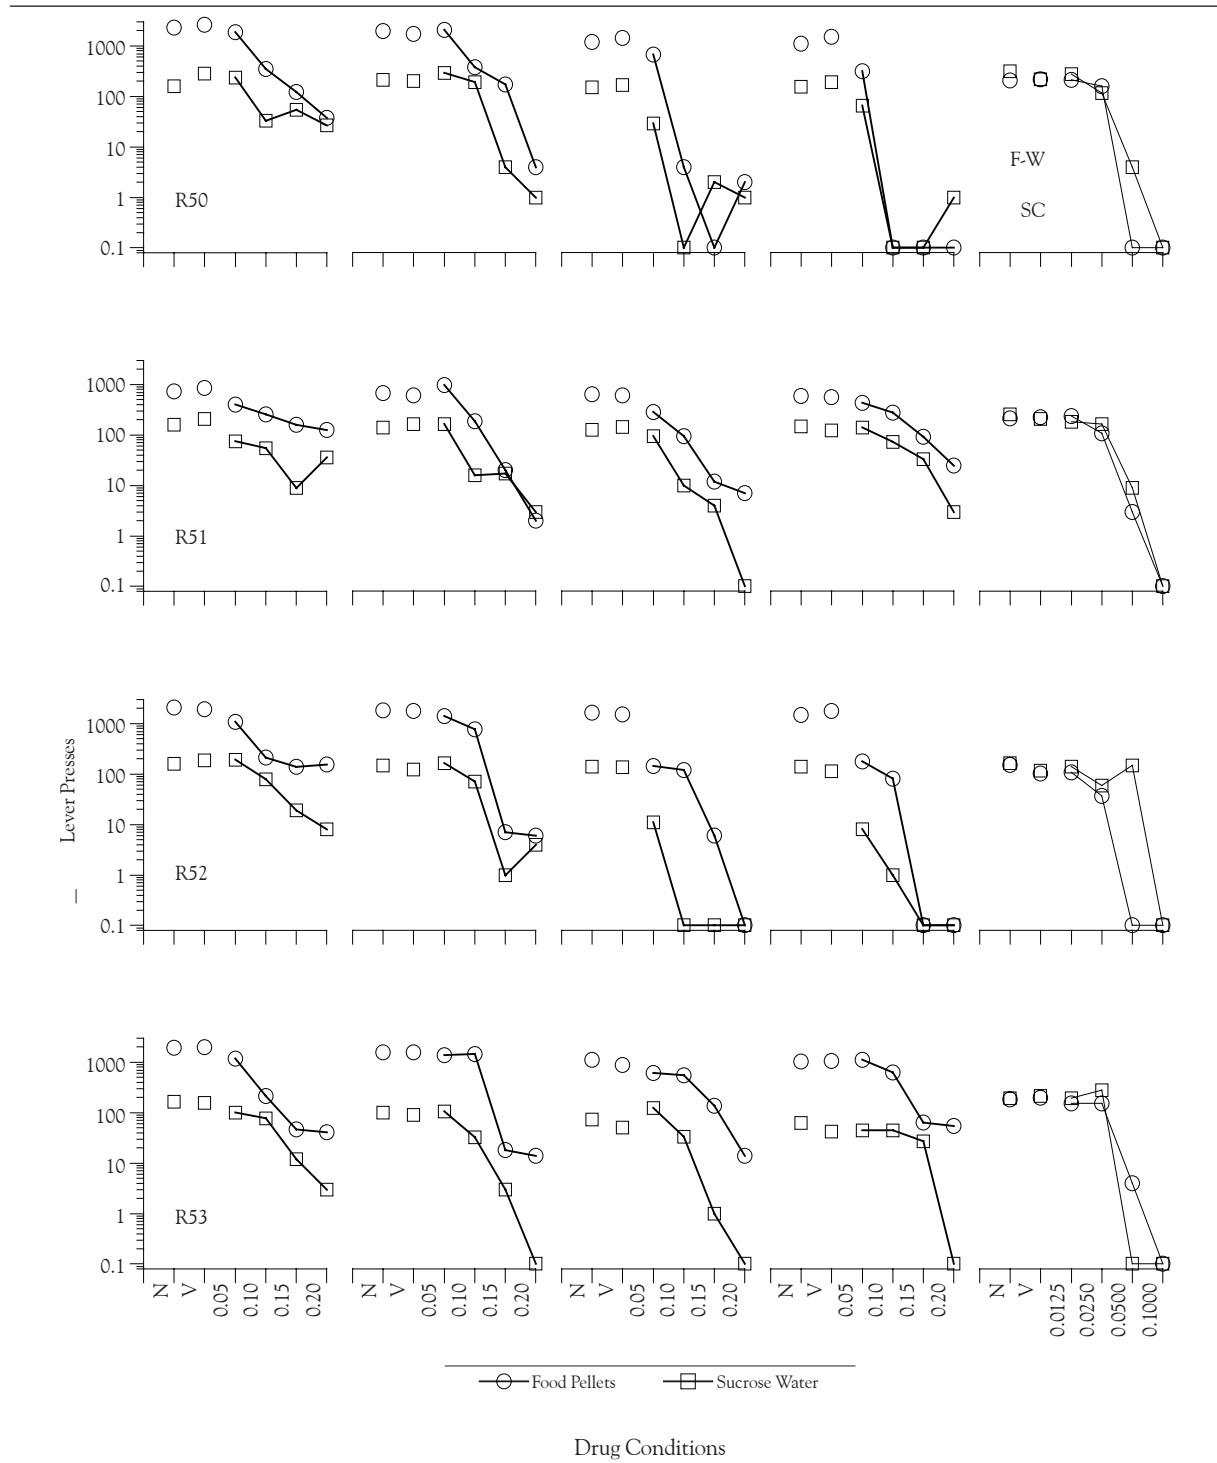 1000
100
10
1
0.1
R50
F-W
SC
1000
100
10
1
0.1
R51
Lever Presses
—
1000
100
10
1
0.1
R52
1000
100
10
1
0.1
R53
N V 0.05 0.10 0.15 0.20
N V 0.05 0.10 0.15 0.20
N V 0.05 0.10 0.15 0.20
N V 0.05 0.10 0.15 0.20
N V 0.0125 0.0250 0.0500 0.1000
Food Pellets Sucrose Water
Drug Conditions